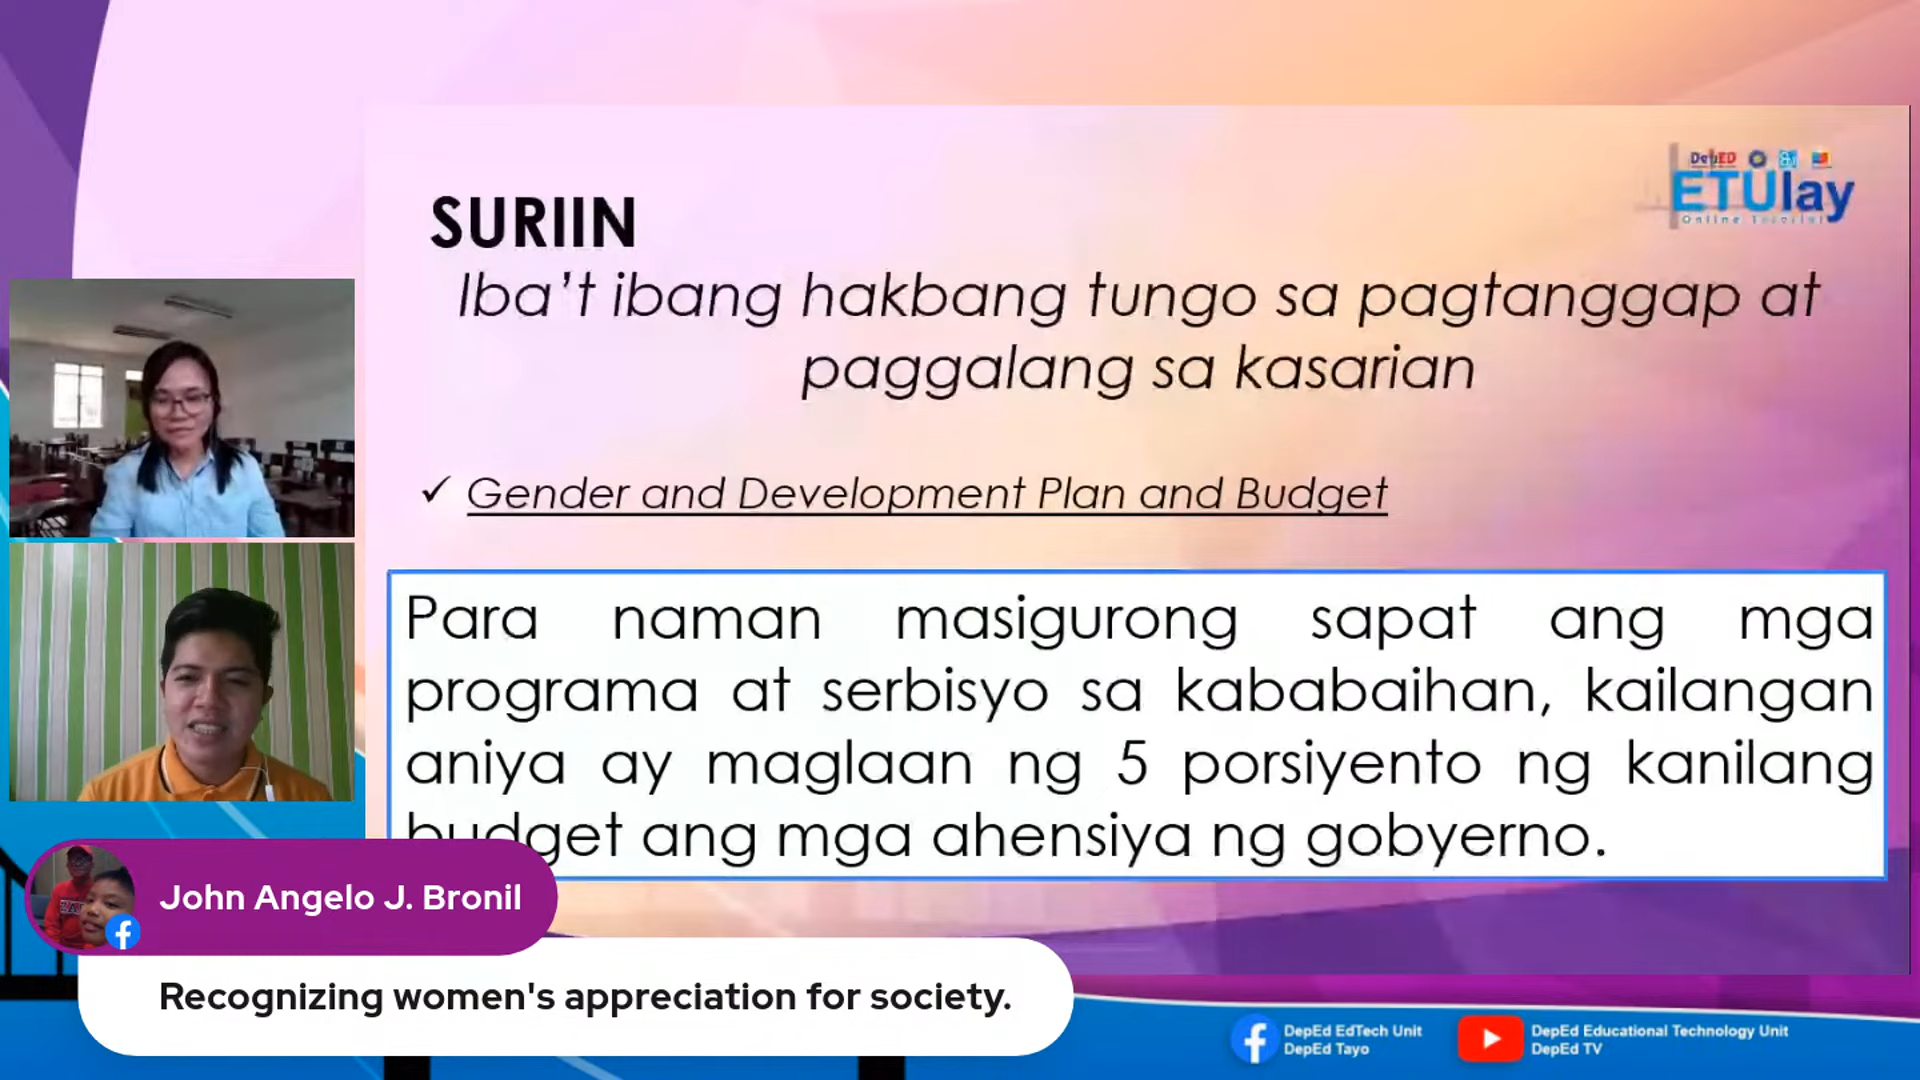 DepED
ETUlay
Online Tutorial
SURIIN
Iba't ibang hakbang tungo sa pagtanggap at
paggalang sa kasarian
✓ Gender and Development Plan and Budget
Para naman masigurong sapat ang mga
programa at serbisyo sa kababaihan, kailangan
aniya ay maglaan ng 5 porsiyento ng kanilang
budget ang mga ahensiya ng gobyerno.
John Angelo J. Bronil
Recognizing women's appreciation for society.
DepEd EdTech Unit
DepEd Tayo
DepEd Educational Technology Unit
DepEd TV